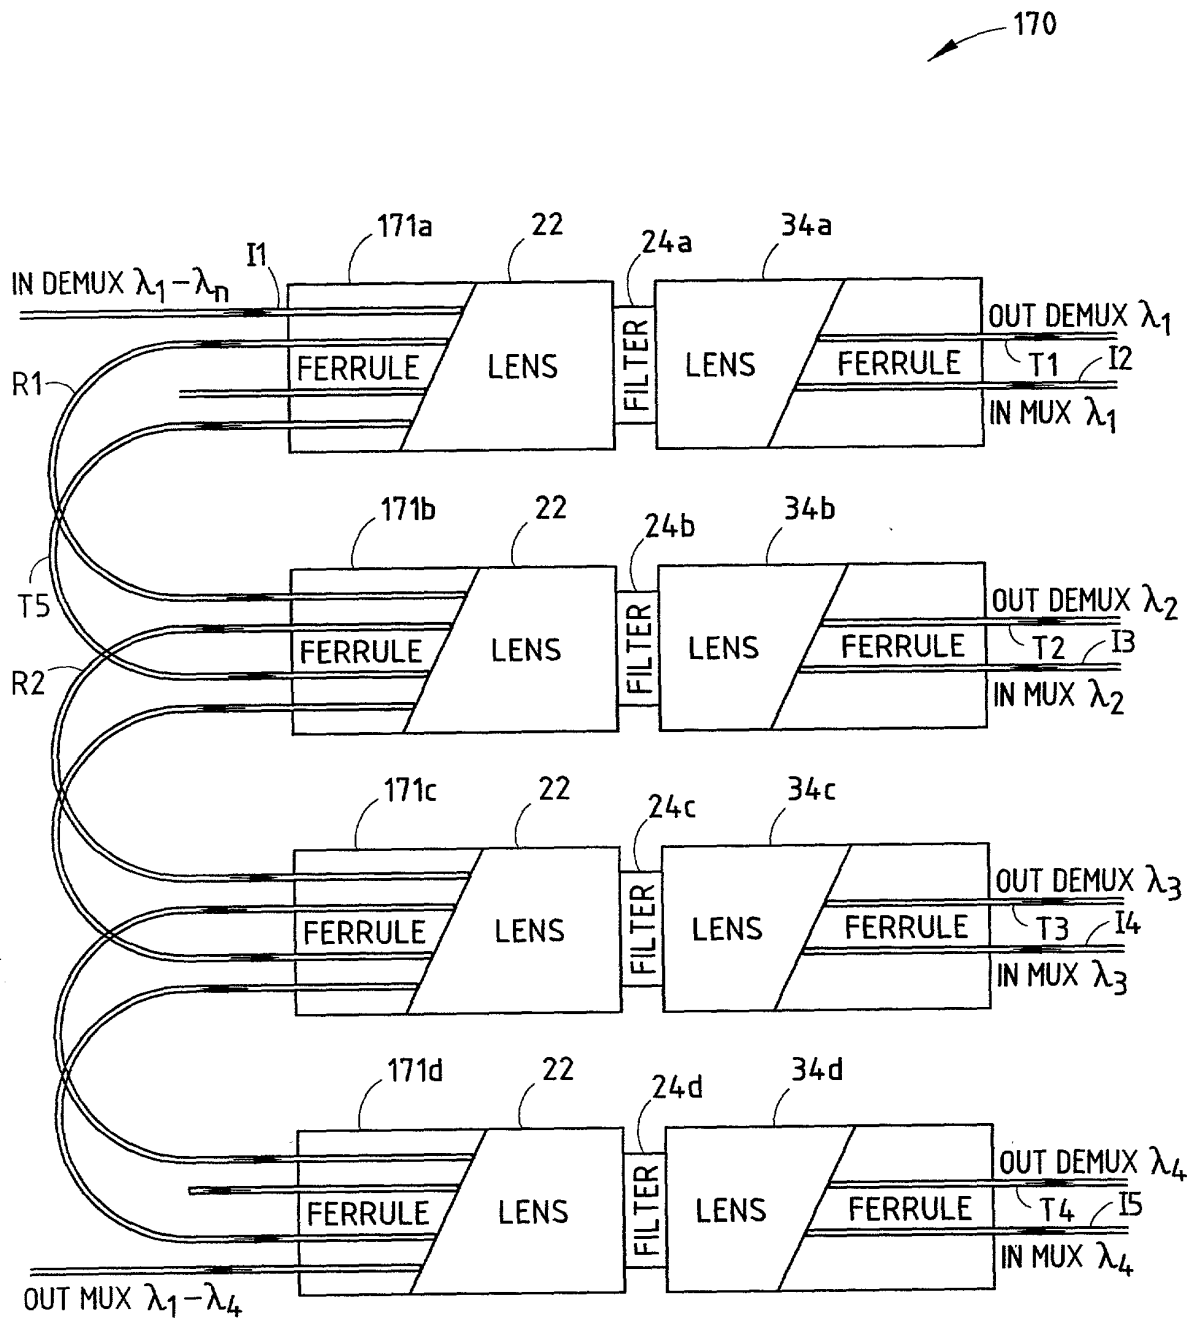 170
171a 22 24a 34a
IN DEMUX λ1-λn I1
FERRULE LENS FILTER LENS FERRULE
OUT DEMUX λ1
T1 I2
IN MUX λ1
R1
T5
171b 22 24b 34b
FERRULE LENS FILTER LENS FERRULE
OUT DEMUX λ2
T2 I3
IN MUX λ2
R2
171c 22 24c 34c
FERRULE LENS FILTER LENS FERRULE
OUT DEMUX λ3
T3 I4
IN MUX λ3
171d 22 24d 34d
FERRULE LENS FILTER LENS FERRULE
OUT DEMUX λ4
T4 I5
IN MUX λ4
OUT MUX λ1-λ4